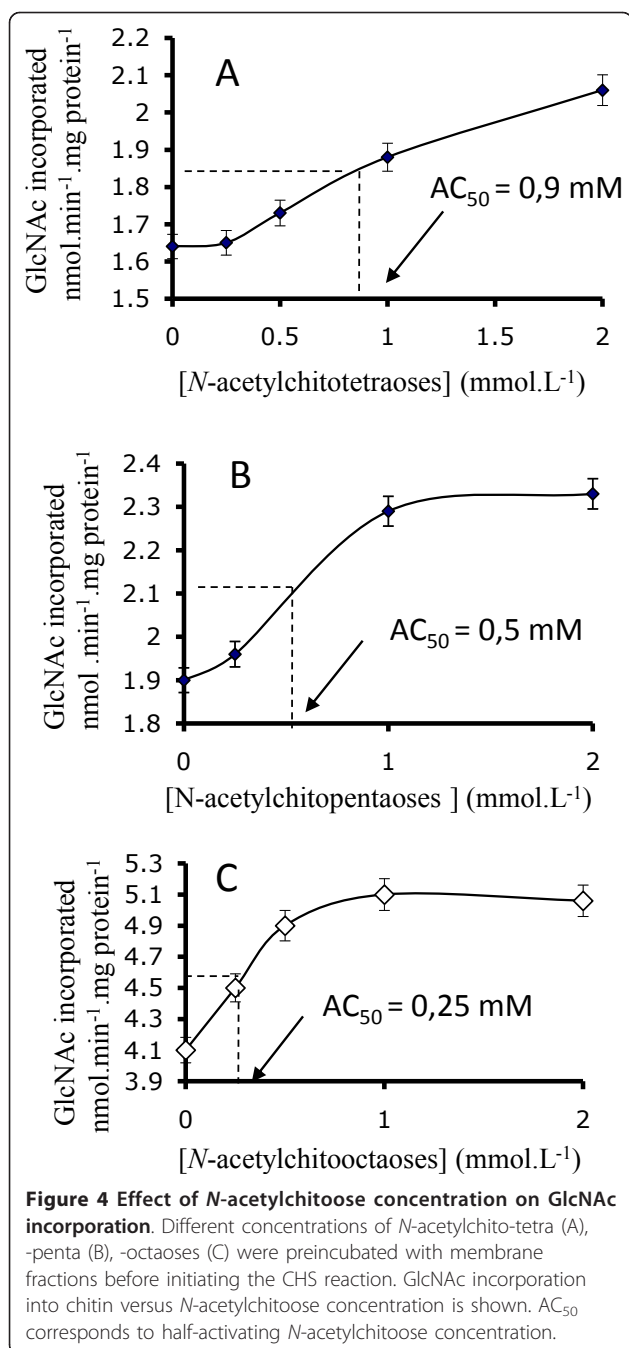 A
GlcNAc incorporated
nmol.min⁻¹.mg protein⁻¹
2.2
2.1
2
1.9
1.8
1.7
1.6
1.5
AC₅₀ = 0,9 mM
0 0.5 1 1.5 2
[N-acetylchitotetraoses] (mmol.L⁻¹)
B
GlcNAc incorporated
nmol .min⁻¹.mg protein⁻¹
2.4
2.3
2.2
2.1
2
1.9
1.8
AC₅₀ = 0,5 mM
0 1 2
[N-acetylchitopentaoses ] (mmol.L⁻¹)
C
GlcNAc incorporated
nmol.min⁻¹.mg protein⁻¹
5.3
5.1
4.9
4.7
4.5
4.3
4.1
3.9
AC₅₀ = 0,25 mM
0 1 2
[N-acetylchitooctaoses] (mmol.L⁻¹)
Figure 4 Effect of N-acetylchitoose concentration on GlcNAc
incorporation. Different concentrations of N-acetylchito-tetra (A),
-penta (B), -octaoses (C) were preincubated with membrane
fractions before initiating the CHS reaction. GlcNAc incorporation
into chitin versus N-acetylchitoose concentration is shown. AC₅₀
corresponds to half-activating N-acetylchitoose concentration.